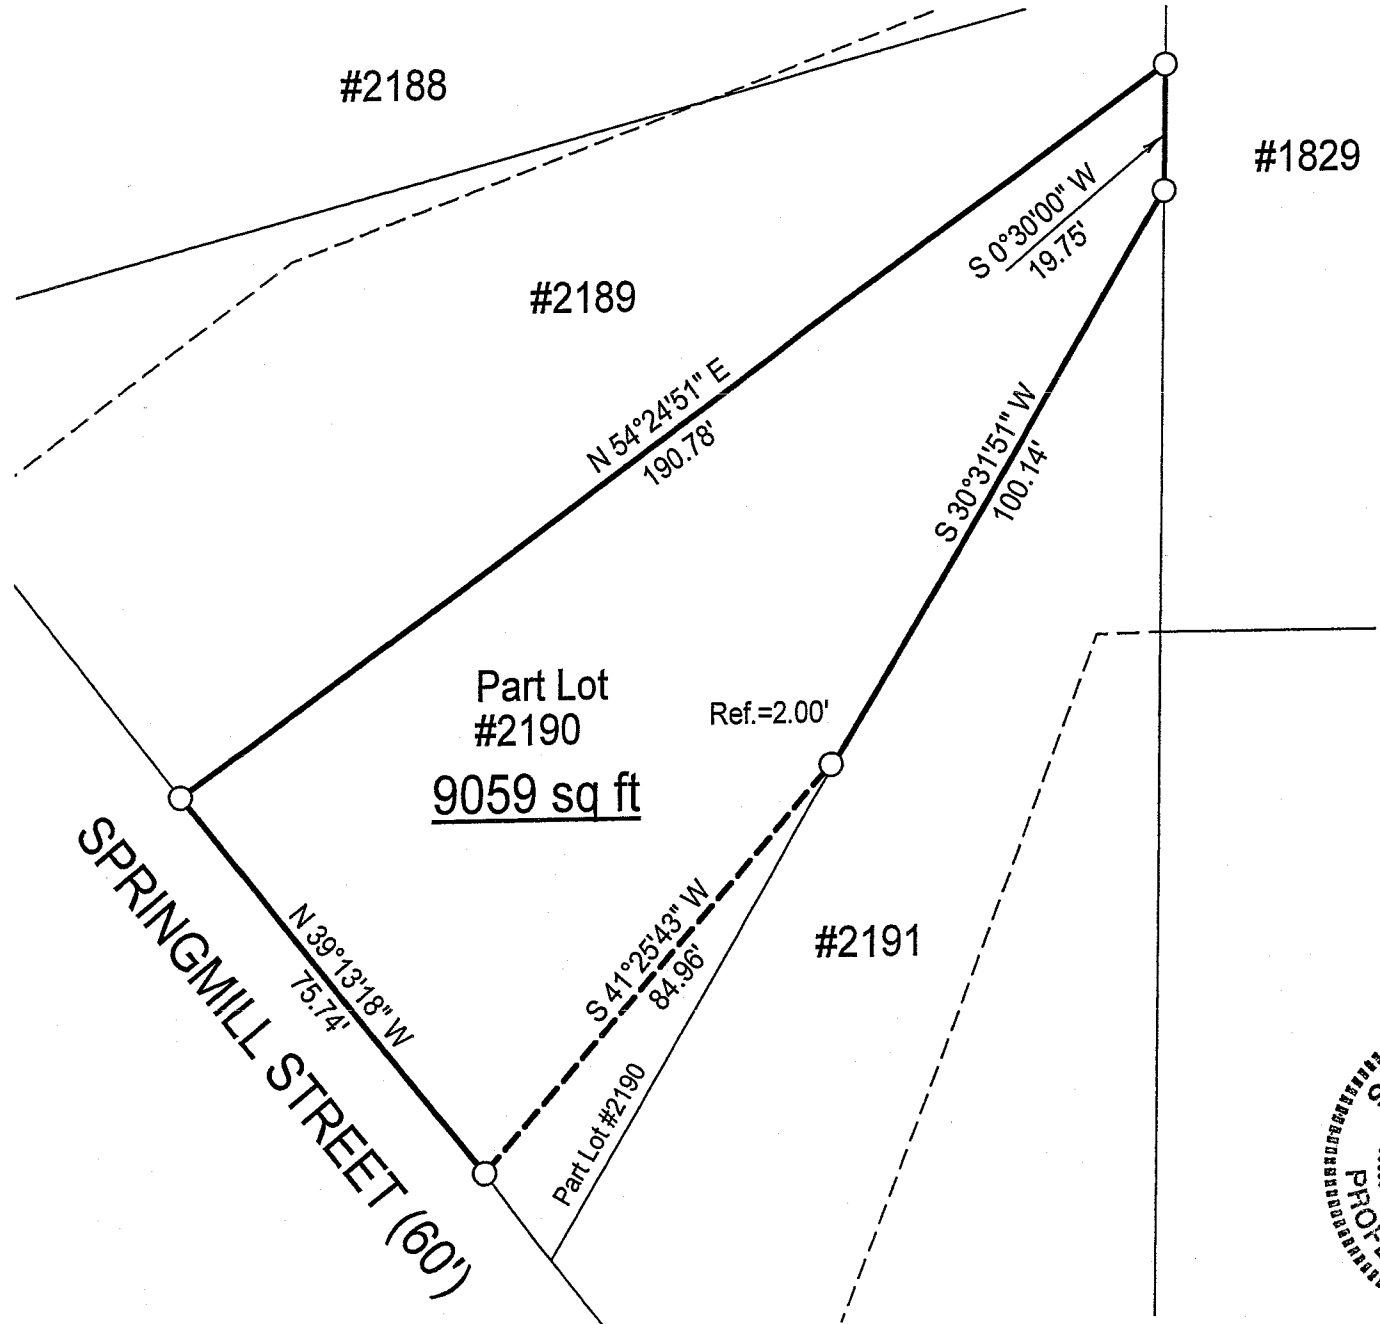 #2188
#1829
S 0°30'00" W
19.75'
#2189
N 54°24'51" E
190.78'
S 30°31'51" W
100.14'
Part Lot
#2190
9059 sq ft
Ref.=2.00'
SPRINGMILL STREET (60')
N 39°13'18" W
75.74'
S 41°25'43" W
84.96'
#2191
Part Lot #2190